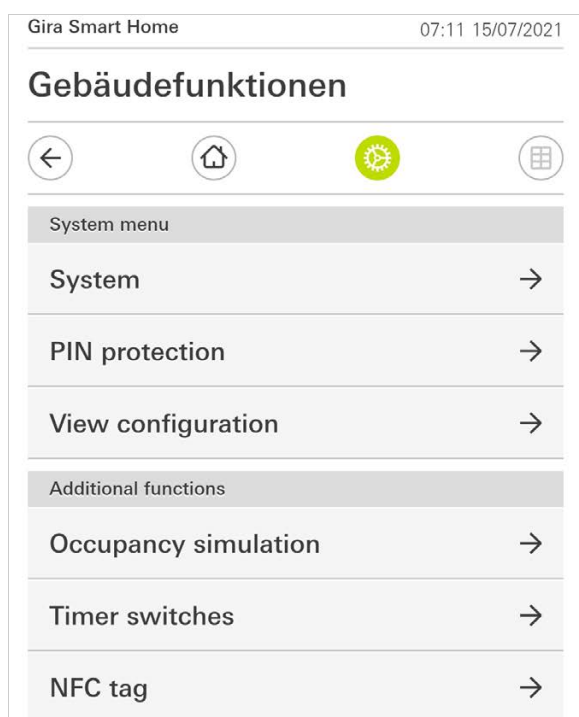 Gira Smart Home 07:11 15/07/2021
Gebäudefunktionen
System menu
System
PIN protection
View configuration
Additional functions
Occupancy simulation
Timer switches
NFC tag